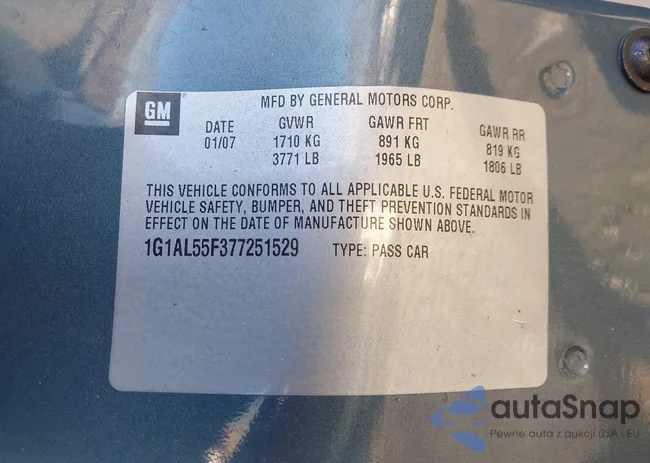 GM
MFD BY GENERAL MOTORS CORP.
DATE GVWR GAWR FRT GAWR RR
01/07 1710 KG 891 KG 819 KG
3771 LB 1965 LB 1806 LB
THIS VEHICLE CONFORMS TO ALL APPLICABLE U.S. FEDERAL MOTOR
VEHICLE SAFETY, BUMPER, AND THEFT PREVENTION STANDARDS IN
EFFECT ON THE DATE OF MANUFACTURE SHOWN ABOVE.
1G1AL55F377251529 TYPE: PASS CAR
autaSnap
Pewne auta z aukcji USA i EU